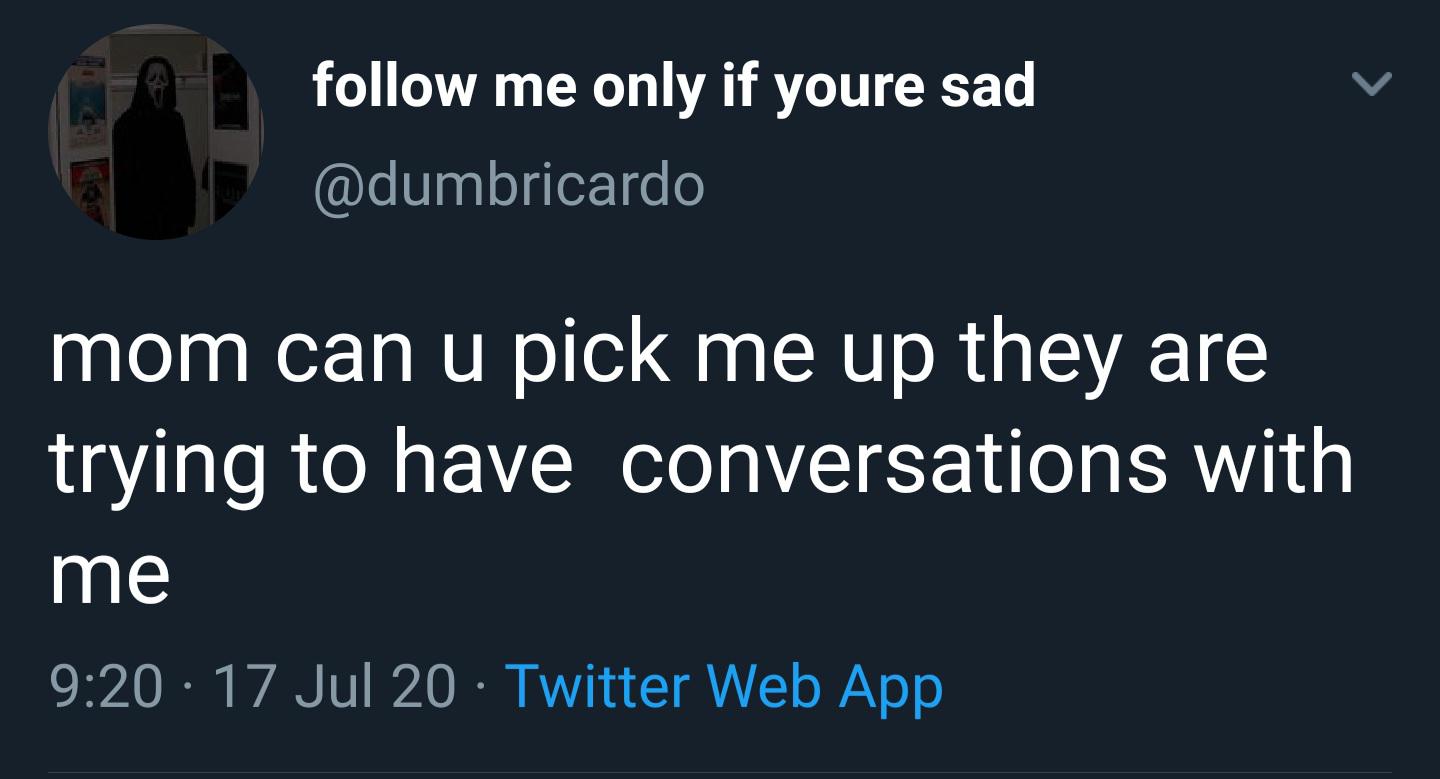 follow me only if youre sad
@dumbricardo
mom can u pick me up they are
trying to have  conversations with
me
9:20 · 17 Jul 20 · Twitter Web App